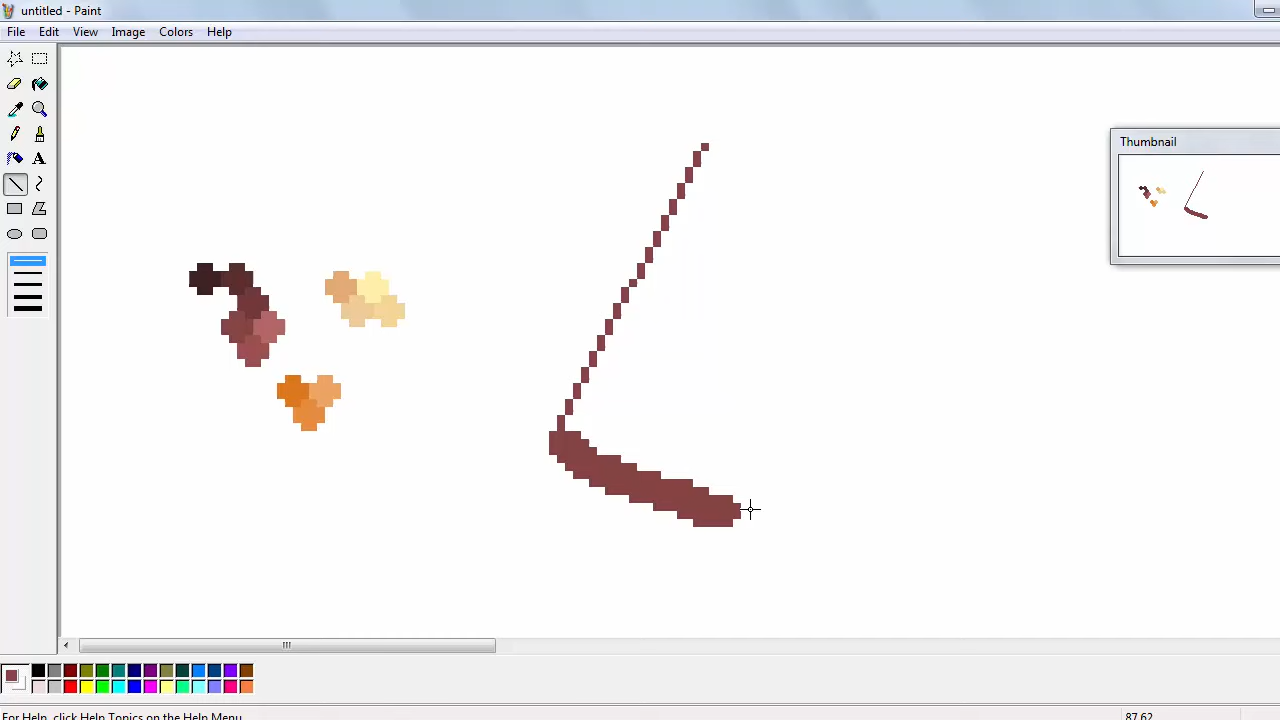 untitled - Paint
File Edit View Image Colors Help
Thumbnail
A
For Help, click Help Topics on the Help Menu.
87,62